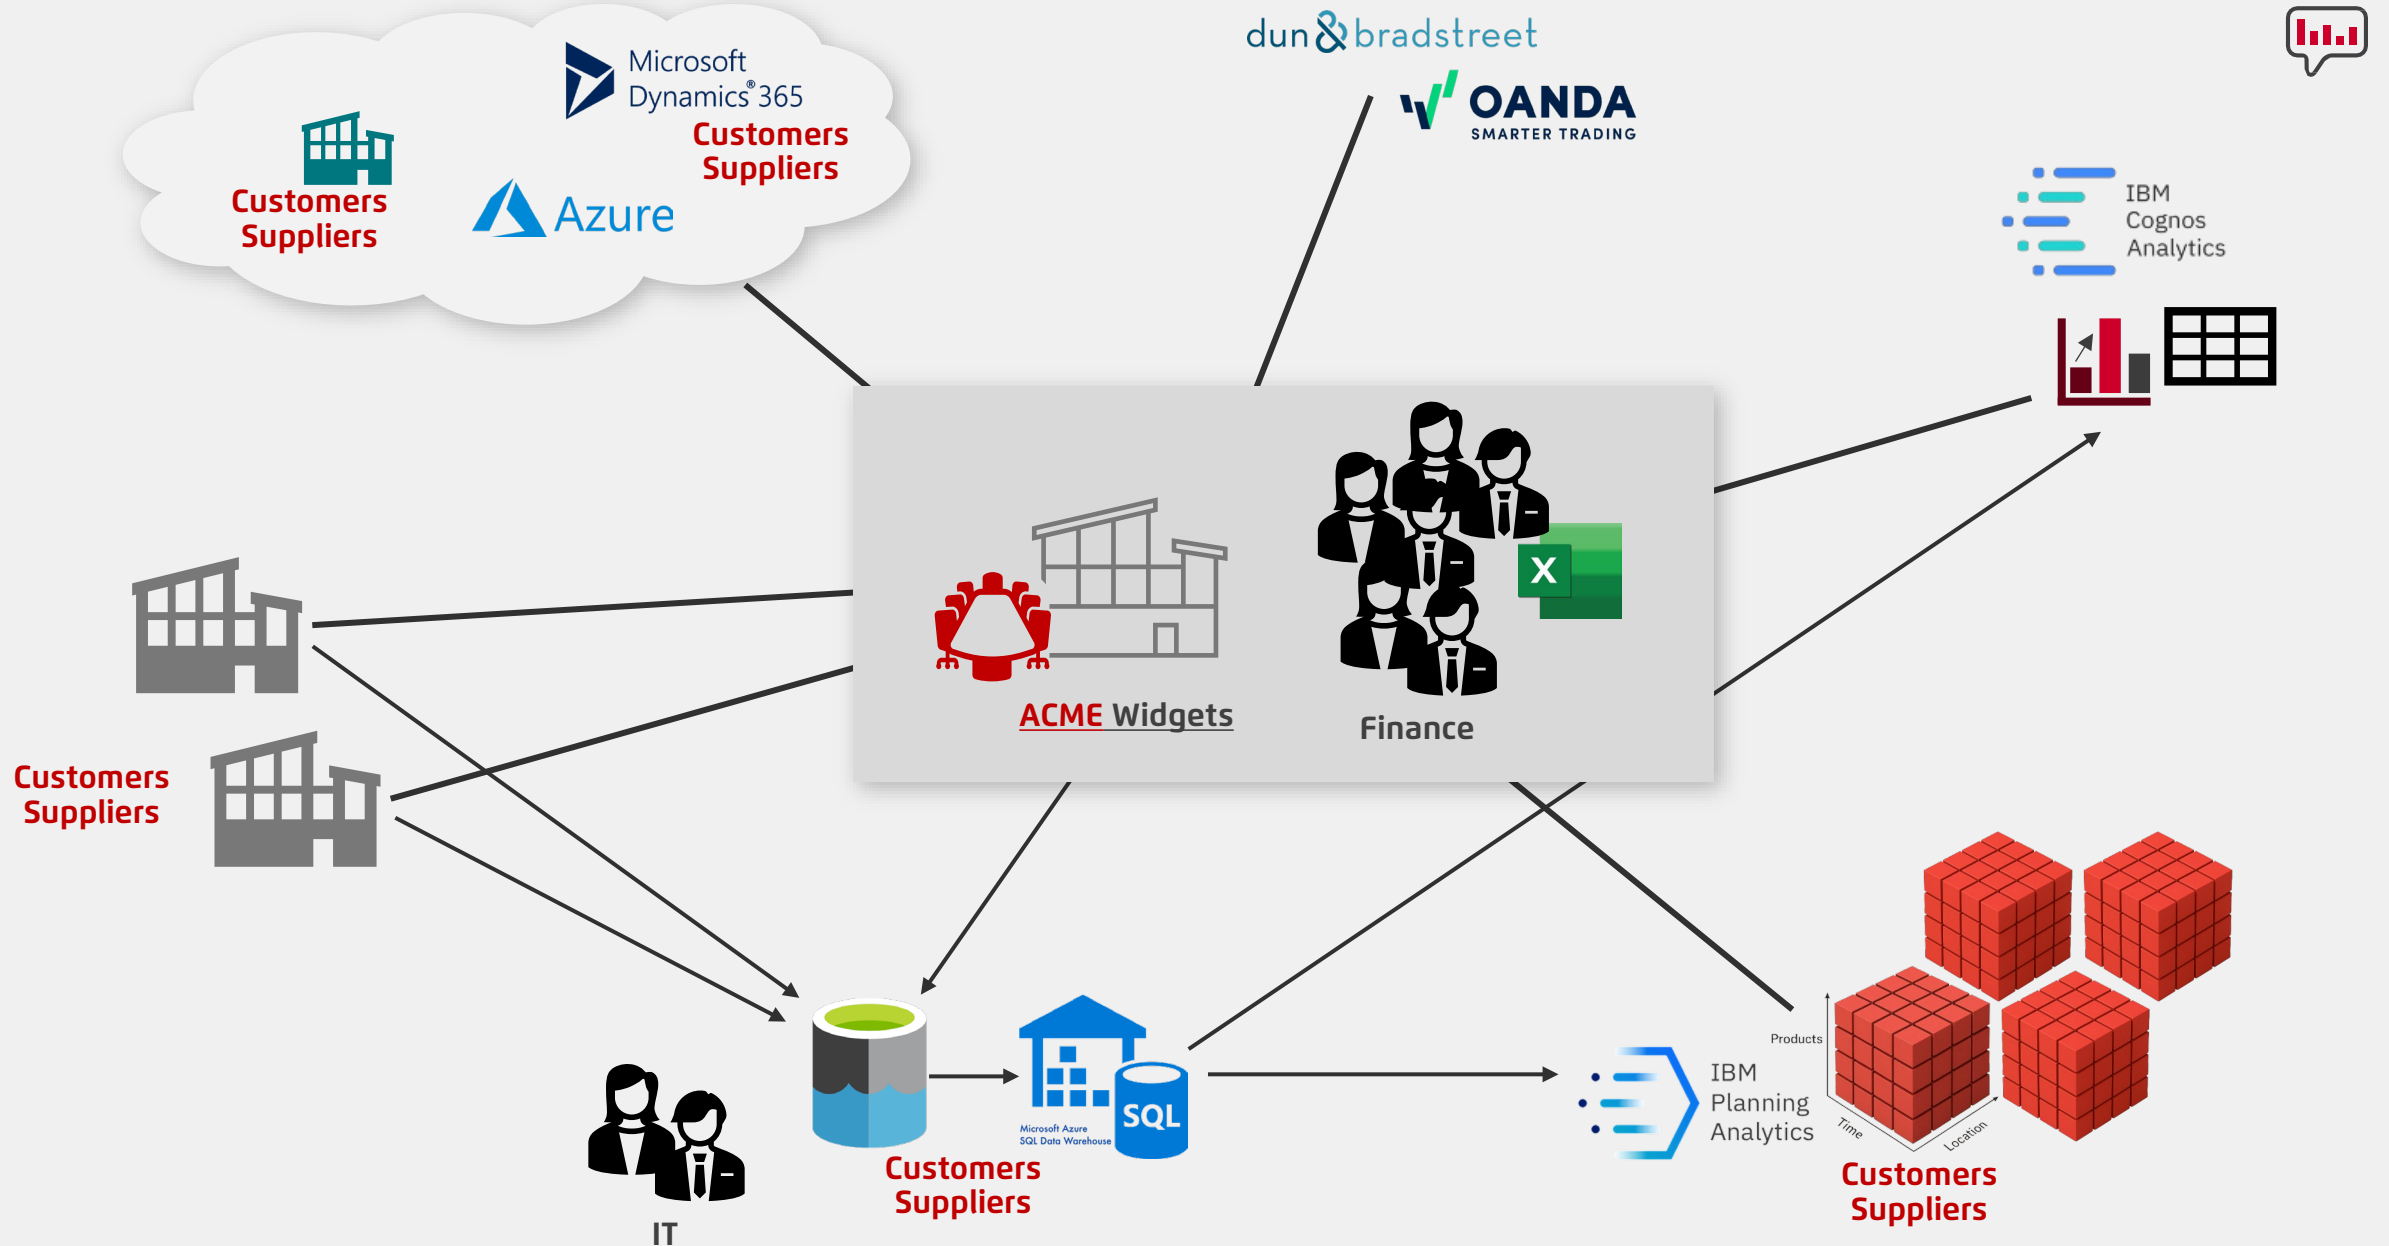 Microsoft
Dynamics® 365
Customers
Suppliers
Customers
Suppliers
Azure
dun & bradstreet
OANDA
SMARTER TRADING
IBM
Cognos
Analytics
X
ACME Widgets
Finance
Customers
Suppliers
IT
Microsoft Azure
SQL Data Warehouse
SQL
Customers
Suppliers
IBM
Planning
Analytics
Products
Time
Location
Customers
Suppliers